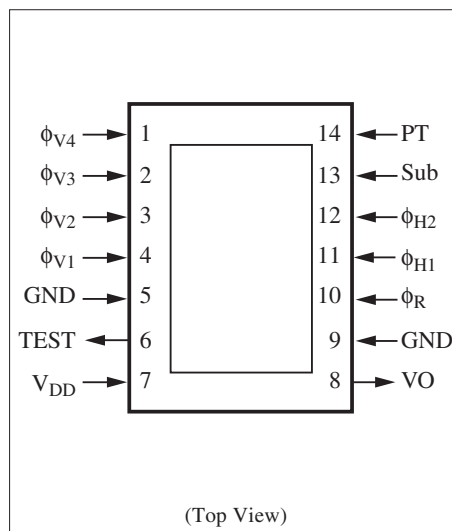 ϕV4 1 14 PT
ϕV3 2 13 Sub
ϕV2 3 12 ϕH2
ϕV1 4 11 ϕH1
GND 5 10 ϕR
TEST 6 9 GND
VDD 7 8 VO
(Top View)